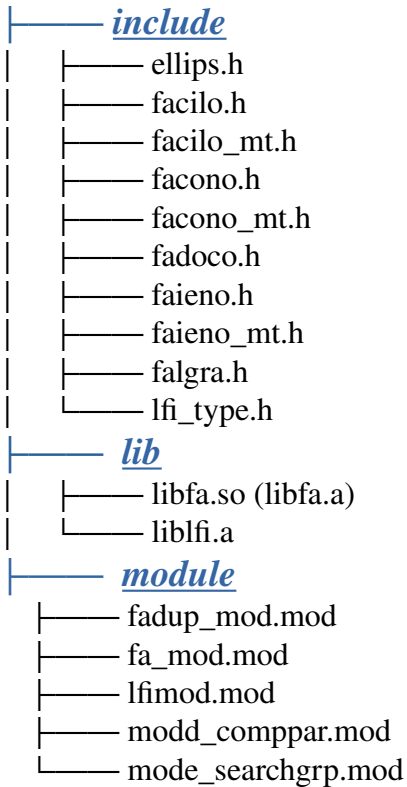 ├──── include
│ ├──── ellips.h
│ ├──── facilo.h
│ ├──── facilo_mt.h
│ ├──── facono.h
│ ├──── facono_mt.h
│ ├──── fadoco.h
│ ├──── faieno.h
│ ├──── faieno_mt.h
│ ├──── falgra.h
│ └──── lfi_type.h
├──── lib
│ ├──── libfa.so (libfa.a)
│ └──── liblfi.a
├──── module
├──── fadup_mod.mod
├──── fa_mod.mod
├──── lfimod.mod
├──── modd_comppar.mod
└──── mode_searchgrp.mod